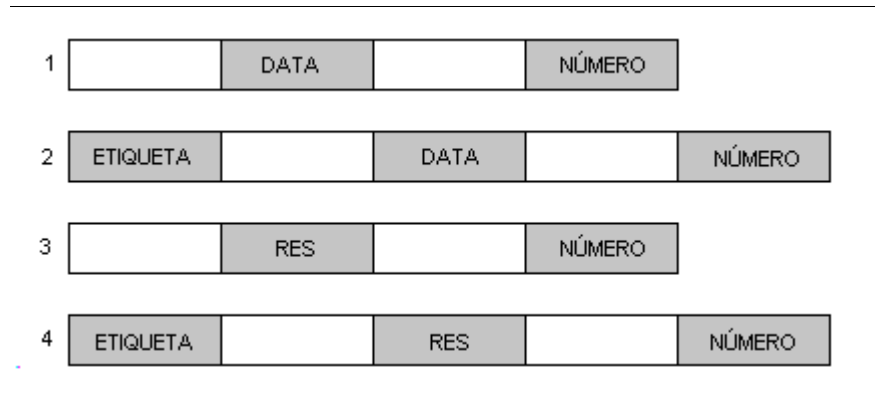 1 DATA NÚMERO
2 ETIQUETA DATA NÚMERO
3 RES NÚMERO
4 ETIQUETA RES NÚMERO